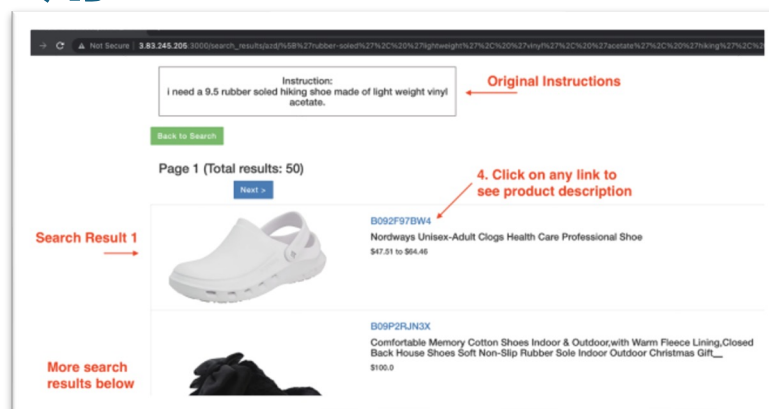 Not Secure | 3.83.245.206:3000/search_results/azd/%5B%27rubber-soled%27%2C%20%27lightweight%27%2C%20%27vinyl%27%2C%20%27acetate%27%2C%20%27hiking%27%2C%2
Instruction:
i need a 9.5 rubber soled hiking shoe made of light weight vinyl
acetate.
Original Instructions
Back to Search
Page 1 (Total results: 50)
Next >
4. Click on any link to
see product description
Search Result 1
B092F97BW4
Nordways Unisex-Adult Clogs Health Care Professional Shoe
$47.51 to $64.46
B09P2RJN3X
Comfortable Memory Cotton Shoes Indoor & Outdoor,with Warm Fleece Lining,Closed
Back House Shoes Soft Non-Slip Rubber Sole Indoor Outdoor Christmas Gift__
$100.0
More search
results below